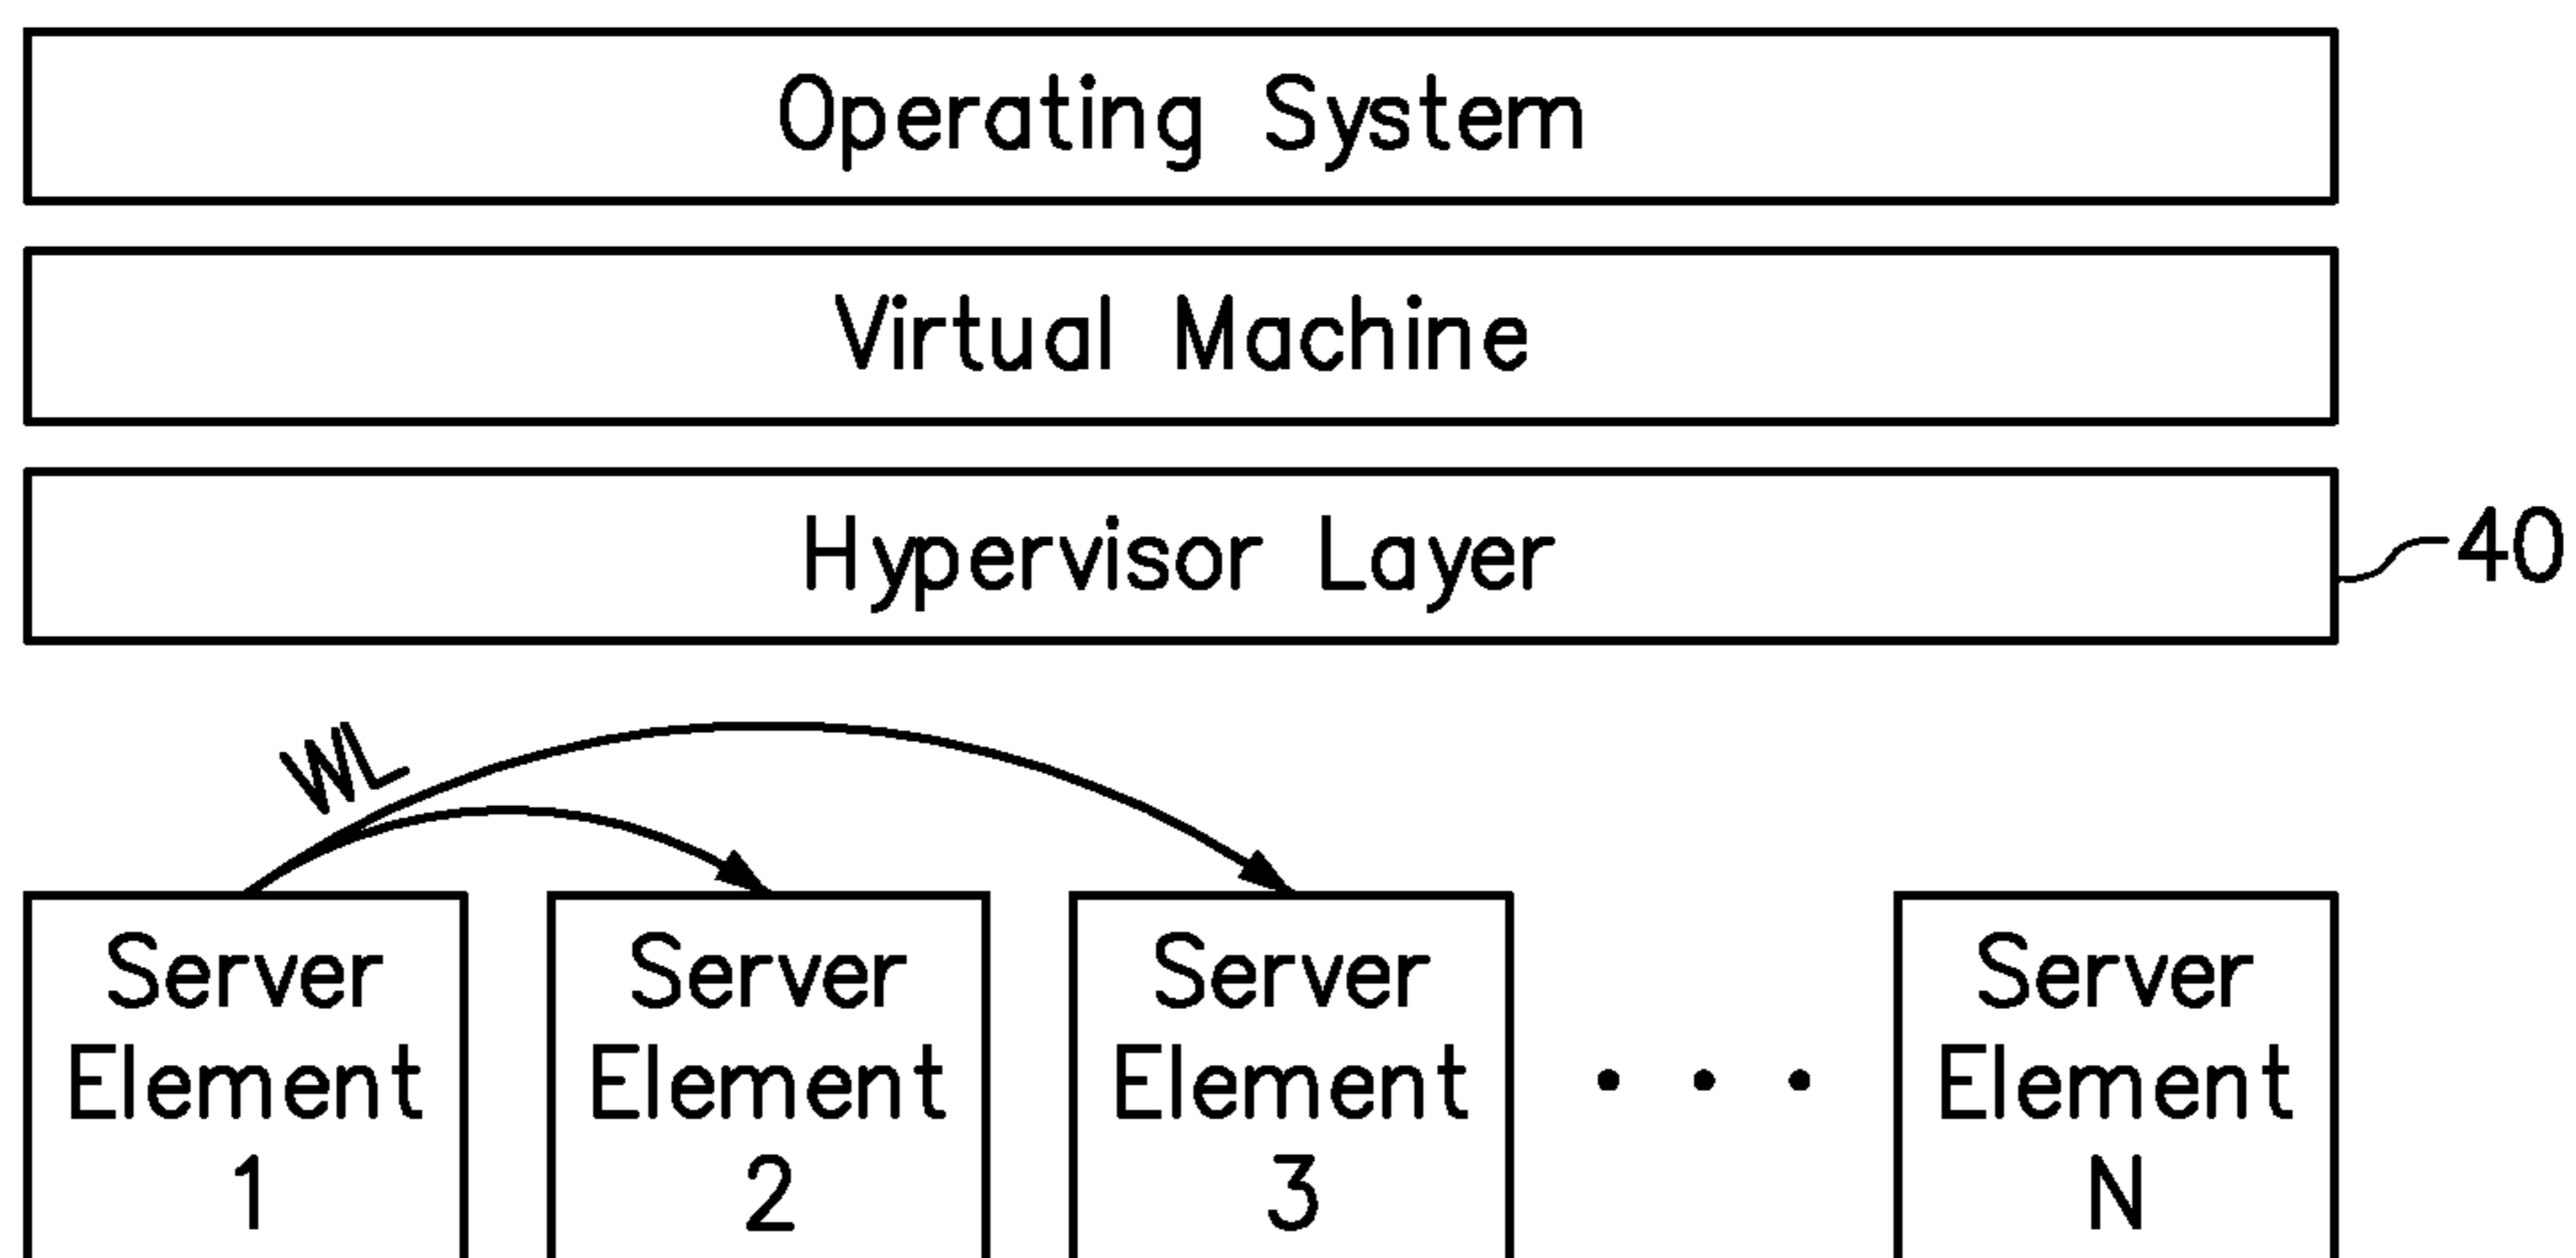 Operating System
Virtual Machine
Hypervisor Layer
40
WL
Server Element 1
Server Element 2
Server Element 3
Server Element N